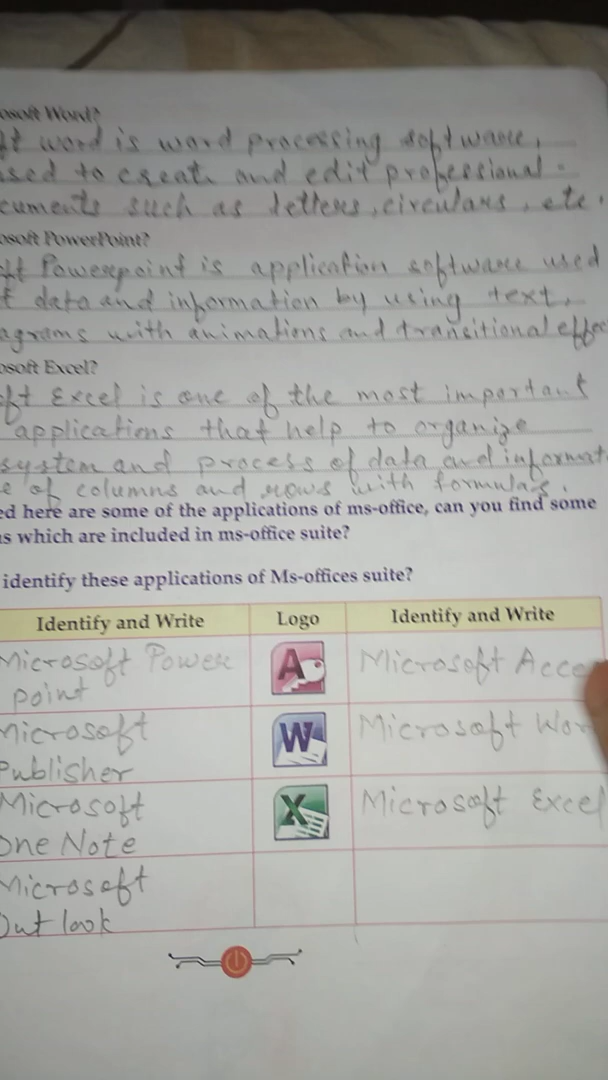 osoft Word?
ft word is word processing software,
used to create and edit professional.
cuments such as letters, circulars, etc.
osoft PowerPoint?
oft Powerpoint is application software used
of data and information by using text,
agrams with animations and transitional effec
osoft Excel?
oft Excel is one of the most important
applications that help to organize
system and process of data and informat
e of columns and rows with formulas.
ed here are some of the applications of ms-office, can you find some
s which are included in ms-office suite?
identify these applications of Ms-offices suite?
Identify and Write Logo Identify and Write
Microsoft Power A Microsoft Acce
point
Microsoft W Microsoft Wor
Publisher
Microsoft X Microsoft Excel
One Note
Microsoft
Out look